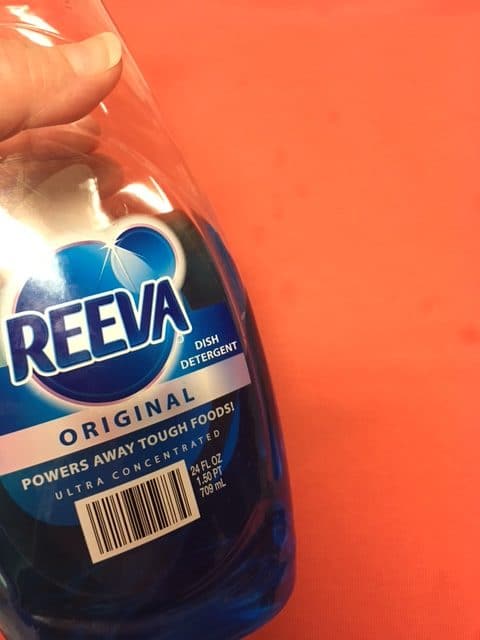 REEVA
DISH
DETERGENT
ORIGINAL
POWERS AWAY TOUGH FOODS!
ULTRA CONCENTRATED
24 FL OZ
1.50 PT
709 mL